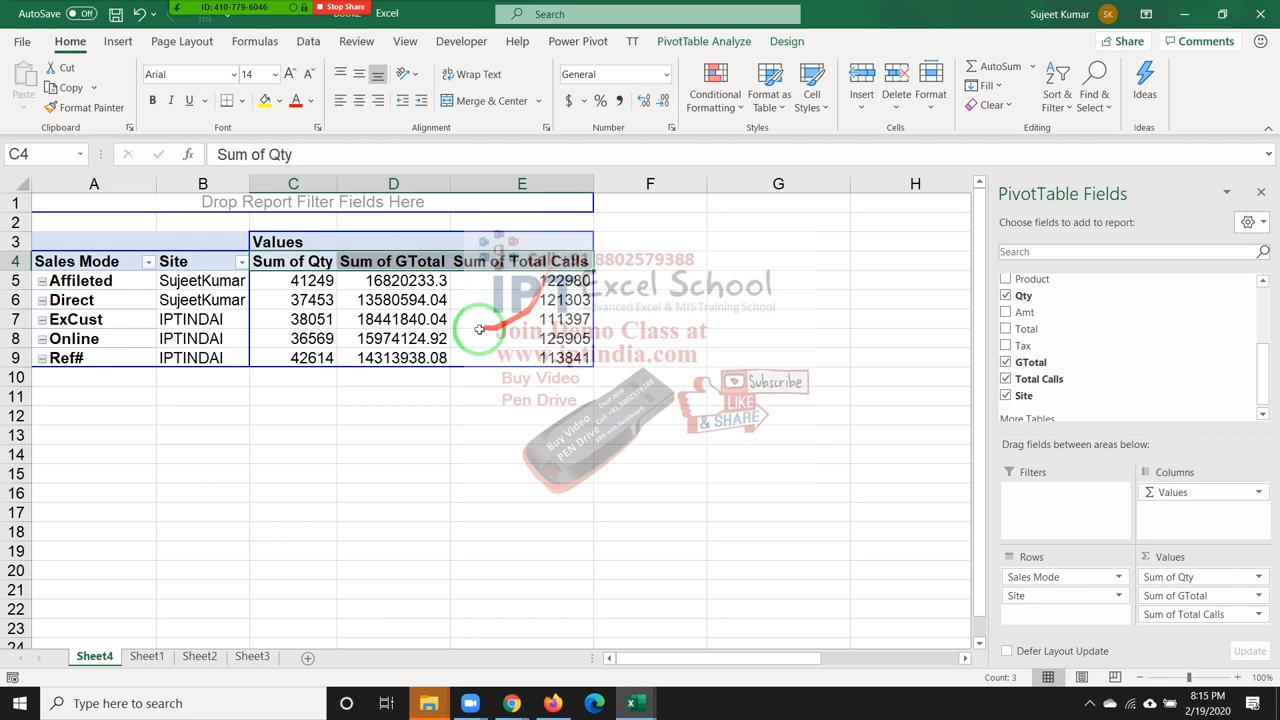 AutoSave Off
ID: 410-779-6046 Stop Share
Excel
Search
Sujeet Kumar SK
File Home Insert Page Layout Formulas Data Review View Developer Help Power Pivot TT PivotTable Analyze Design Share Comments
Paste
Cut
Copy
Format Painter
Arial 14
B I U
Wrap Text
Merge & Center
General
Conditional Formatting
Format as Table
Cell Styles
Insert Delete Format
AutoSum
Fill
Clear
Sort & Filter
Find & Select
Ideas
Clipboard Font Alignment Number Styles Cells Editing Ideas
C4 fx Sum of Qty
A B C D E F G H
1 Drop Report Filter Fields Here
2
3 Values
4 Sales Mode Site Sum of Qty Sum of GTotal Sum of Total Calls
5 Affileted SujeetKumar 41249 16820233.3 122980
6 Direct SujeetKumar 37453 13580594.04 121303
7 ExCust IPTINDAI 38051 18441840.04 111397
8 Online IPTINDAI 36569 15974124.92 125905
9 Ref# IPTINDAI 42614 14313938.08 113841
10
11
12
13
14
15
16
17
18
19
20
21
22
23
24
8802579388
IPT Excel School
Advanced Excel & MIS Training School
Join Demo Class at
www.iptindia.com
Buy Video
Pen Drive
Buy Video
PEN Drive
Subscribe
LIKE
& SHARE
PivotTable Fields
Choose fields to add to report:
Search
Product
Qty
Amt
Total
Tax
GTotal
Total Calls
Site
More Tables
Drag fields between areas below:
Filters
Columns
Values
Rows
Sales Mode
Site
Values
Sum of Qty
Sum of GTotal
Sum of Total Calls
Defer Layout Update
Update
Sheet4 Sheet1 Sheet2 Sheet3
Count: 3
100%
Type here to search
8:15 PM
2/19/2020